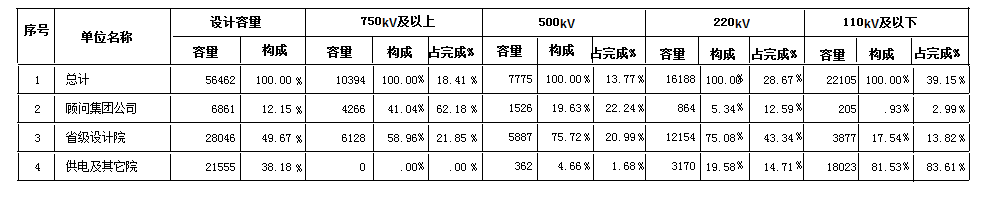 序号 单位名称 设计容量 750kV及以上 500kV 220kV 110kV及以下
容量 构成 容量 构成 占完成% 容量 构成 占完成% 容量 构成 占完成% 容量 构成 占完成%
1 总计 56462 100.00 % 10394 100.00% 18.41 % 7775 100.00 % 13.77% 16188 100.00% 28.67 % 22105 100.00 % 39.15%
2 顾问集团公司 6861 12.15 % 4266 41.04% 62.18 % 1526 19.63 % 22.24 % 864 5.34 % 12.59 % 205 .93% 2.99 %
3 省级设计院 28046 49.67 % 6128 58.96 % 21.85 % 5887 75.72 % 20.99 % 12154 75.08 % 43.34 % 3877 17.54 % 13.82 %
4 供电及其它院 21555 38.18 % 0 .00% .00 % 362 4.66 % 1.68 % 3170 19.58 % 14.71 % 18023 81.53% 83.61 %